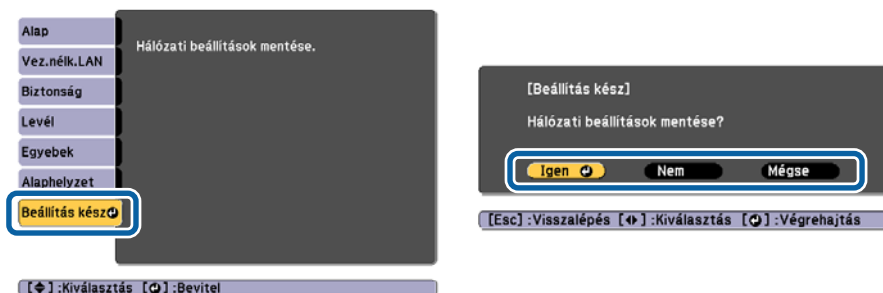 Alap
Vez.nélk.LAN
Biztonság
Levél
Egyebek
Alaphelyzet
Beállítás kész
Hálózati beállítások mentése.
[ ] :Kiválasztás [ ] :Bevitel
[Beállítás kész]
Hálózati beállítások mentése?
Igen Nem Mégse
[Esc] :Visszalépés [ ] :Kiválasztás [ ] :Végrehajtás